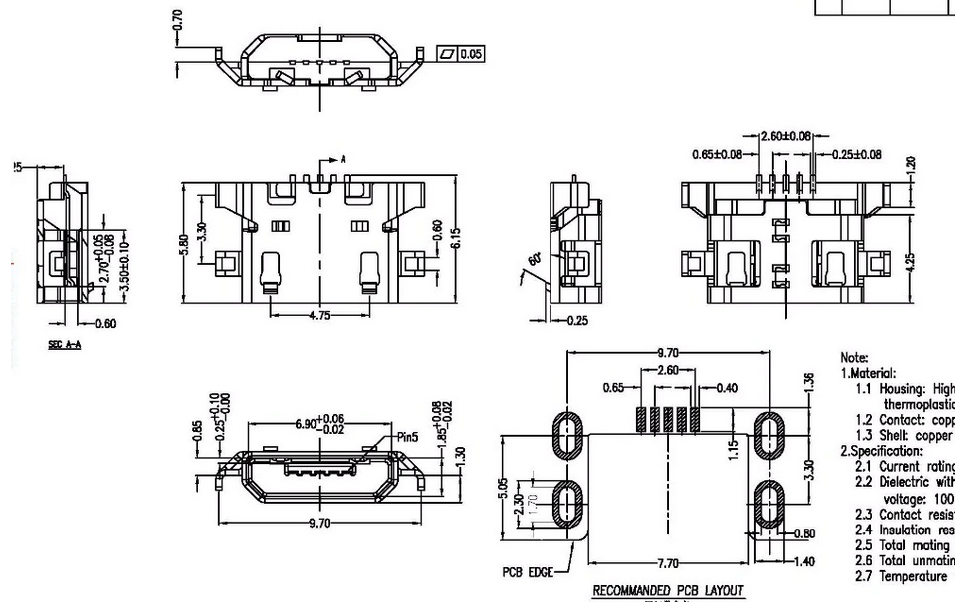 0.70
0.05
A
2.60±0.08
0.65±0.08
0.25±0.08
1.20
4.25
5.80
3.30
0.60
6.15
4.75
2.70+0.05
-0.08
3.50±0.10
0.60
SEC A-A
60°
0.25
0.85
0.25+0.10
-0.00
6.90+0.06
-0.02
Pin5
1.85+0.08
-0.02
1.30
9.70
9.70
2.60
0.65
0.40
1.36
1.15
3.30
5.05
2.30
1.70
0.80
1.40
7.70
PCB EDGE
RECOMMANDED PCB LAYOUT
Note:
1.Material:
1.1 Housing: High
thermoplastic
1.2 Contact: copp
1.3 Shell: copper
2.Specification:
2.1 Current rating
2.2 Dielectric with
voltage: 100
2.3 Contact resist
2.4 Insulation res
2.5 Total mating
2.6 Total unmatin
2.7 Temperature